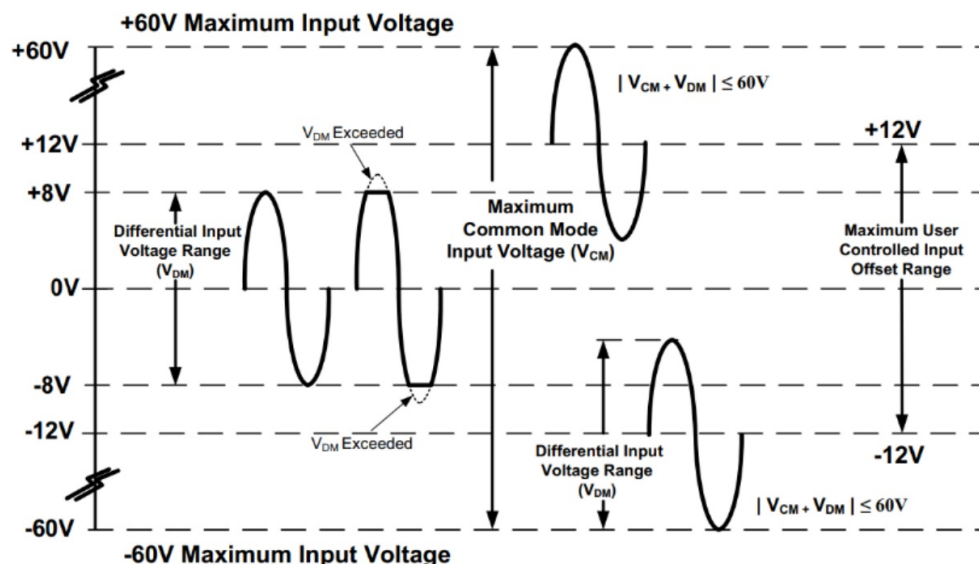 +60V Maximum Input Voltage
+60V
| VCM + VDM | ≤ 60V
VDM Exceeded
+12V
+12V
+8V
Differential Input
Voltage Range
(VDM)
Maximum
Common Mode
Input Voltage (VCM)
Maximum User
Controlled Input
Offset Range
0V
-8V
-12V
VDM Exceeded
Differential Input
Voltage Range
(VDM)
-12V
| VCM + VDM | ≤ 60V
-60V
-60V Maximum Input Voltage